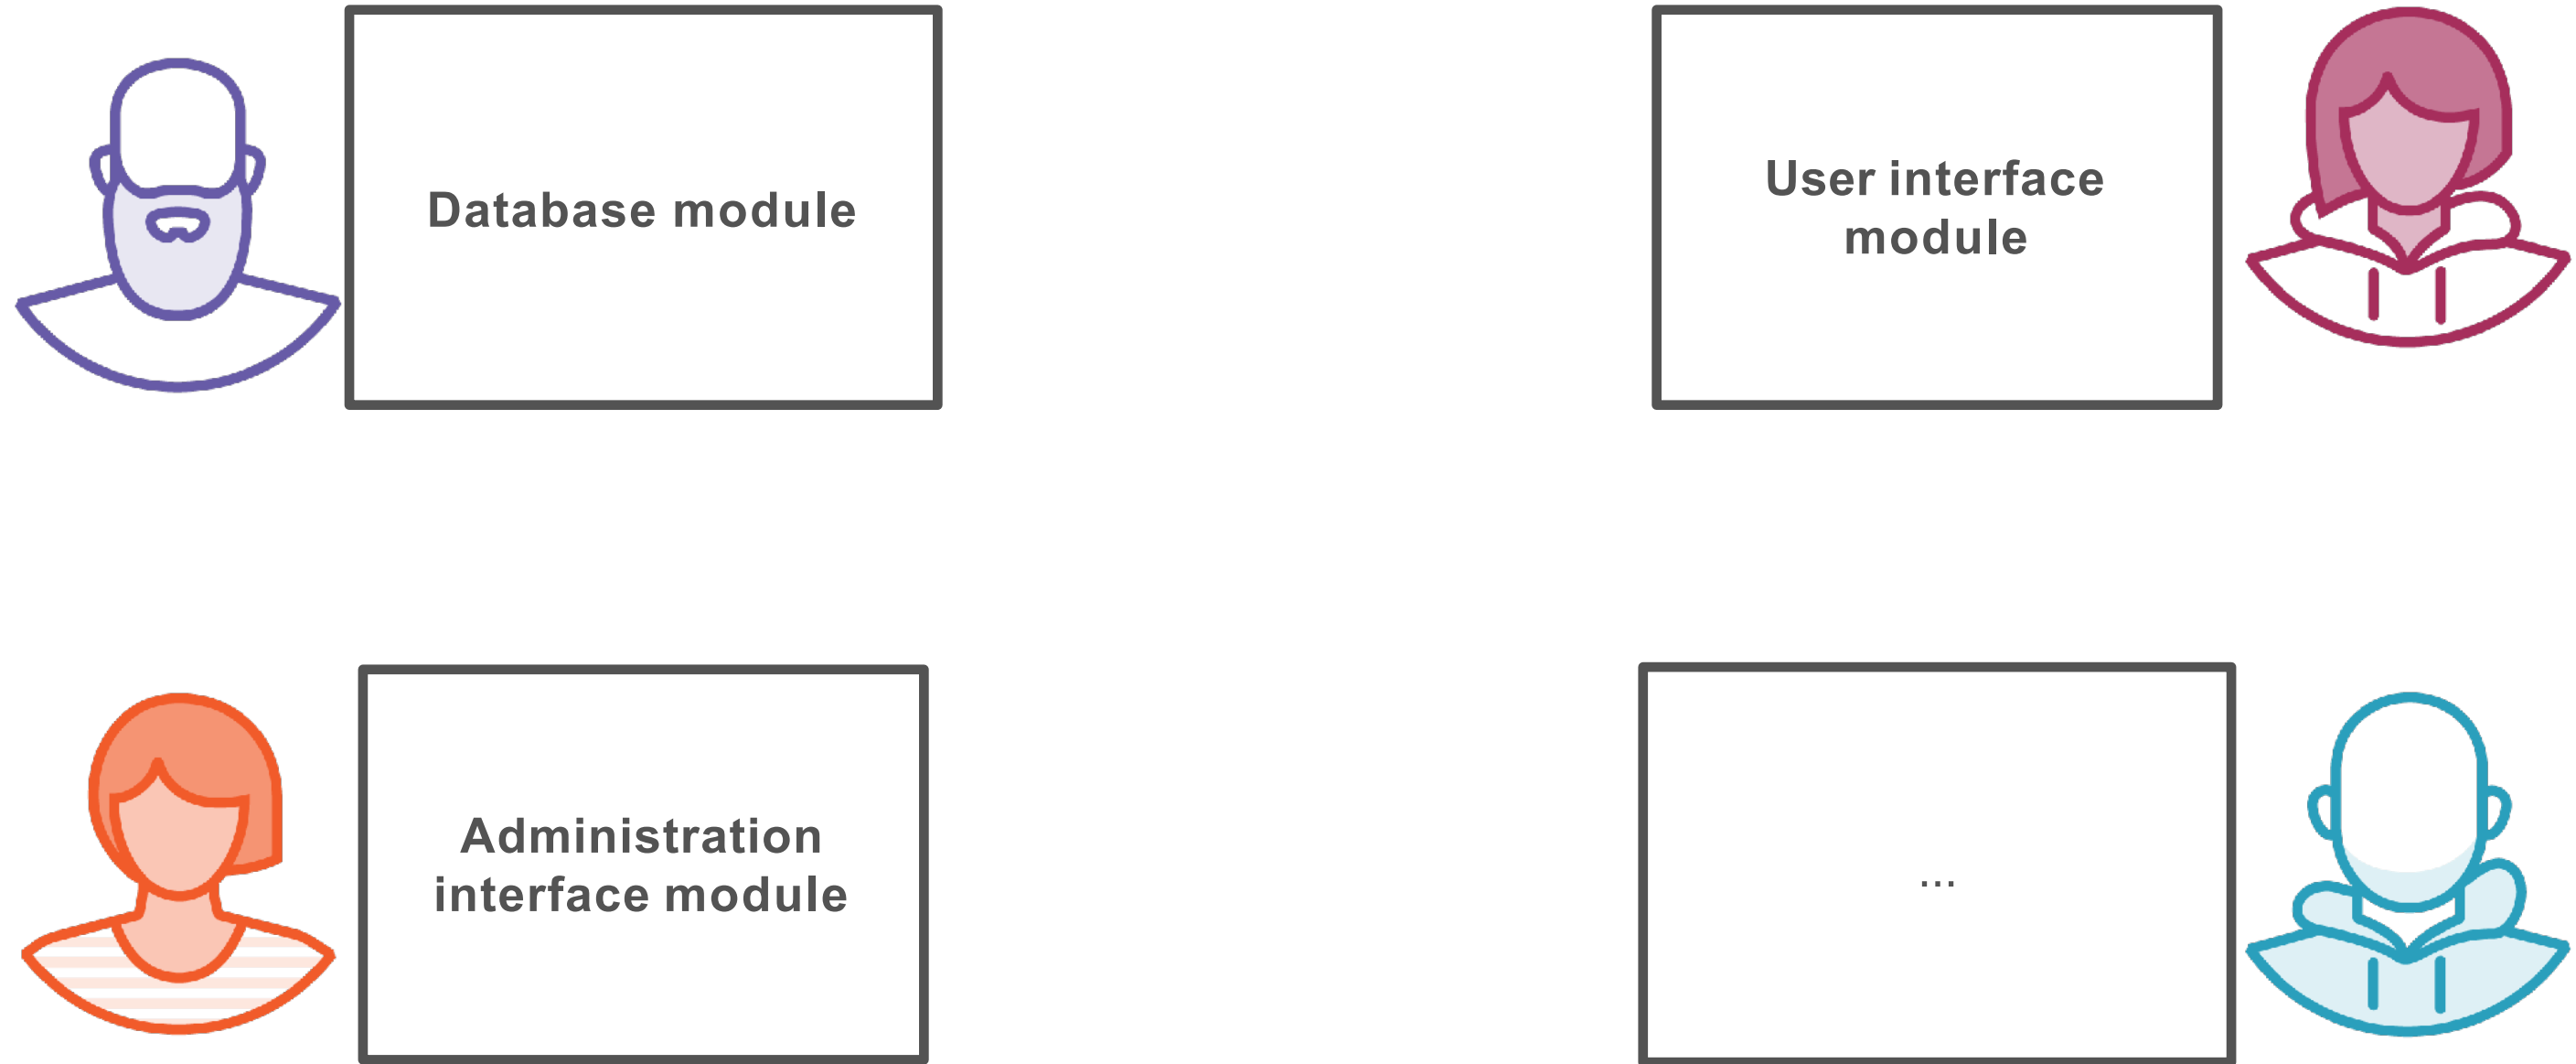 Database module
User interface
module
Administration
interface module
...